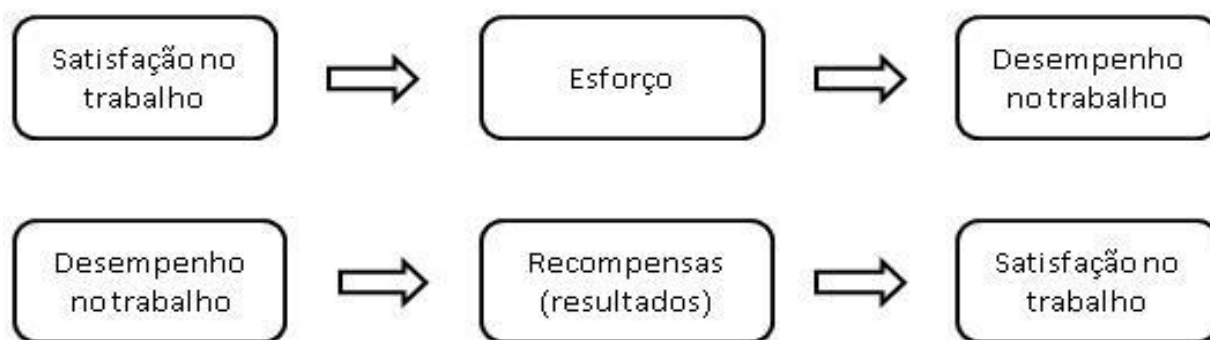 Satisfação no
trabalho
Esforço
Desempenho
no trabalho
Desempenho
no trabalho
Recompensas
(resultados)
Satisfação no
trabalho